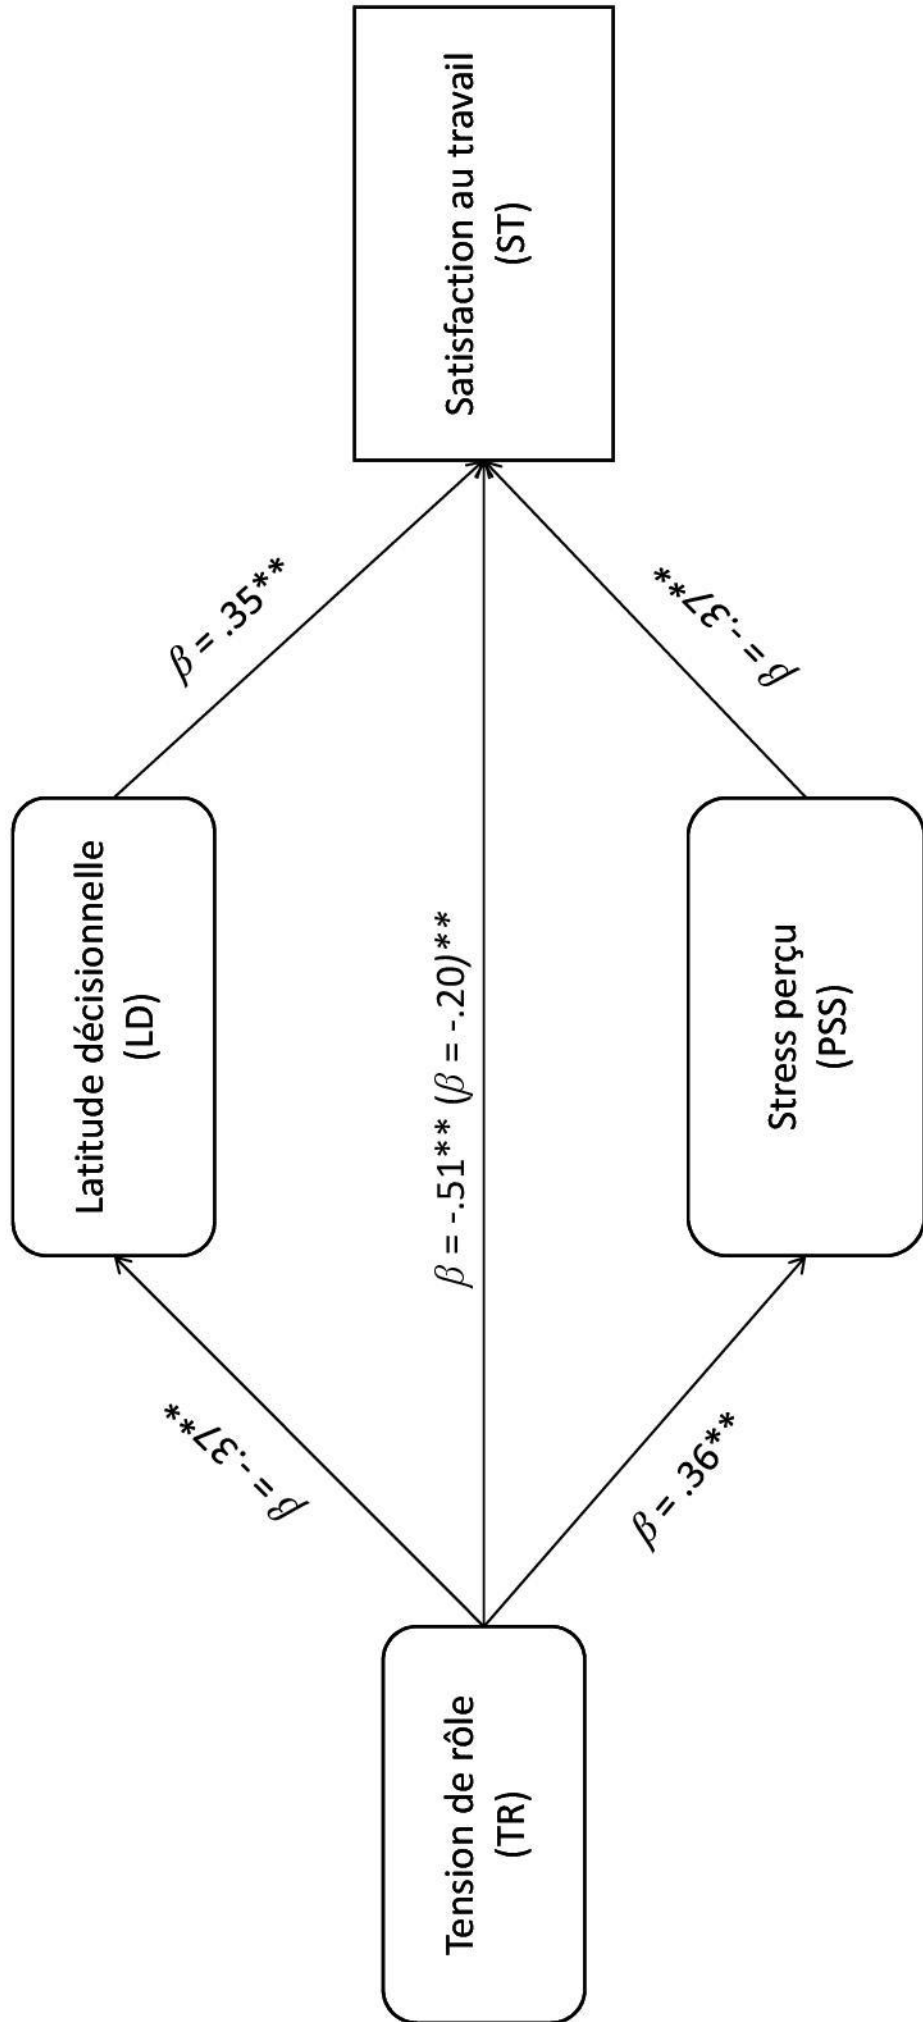 Latitude décisionnelle
(LD)
β = -.37**
β = .35**
Tension de rôle
(TR)
β = -.51** (β = -.20)**
Satisfaction au travail
(ST)
β = .36**
β = -.37**
Stress perçu
(PSS)